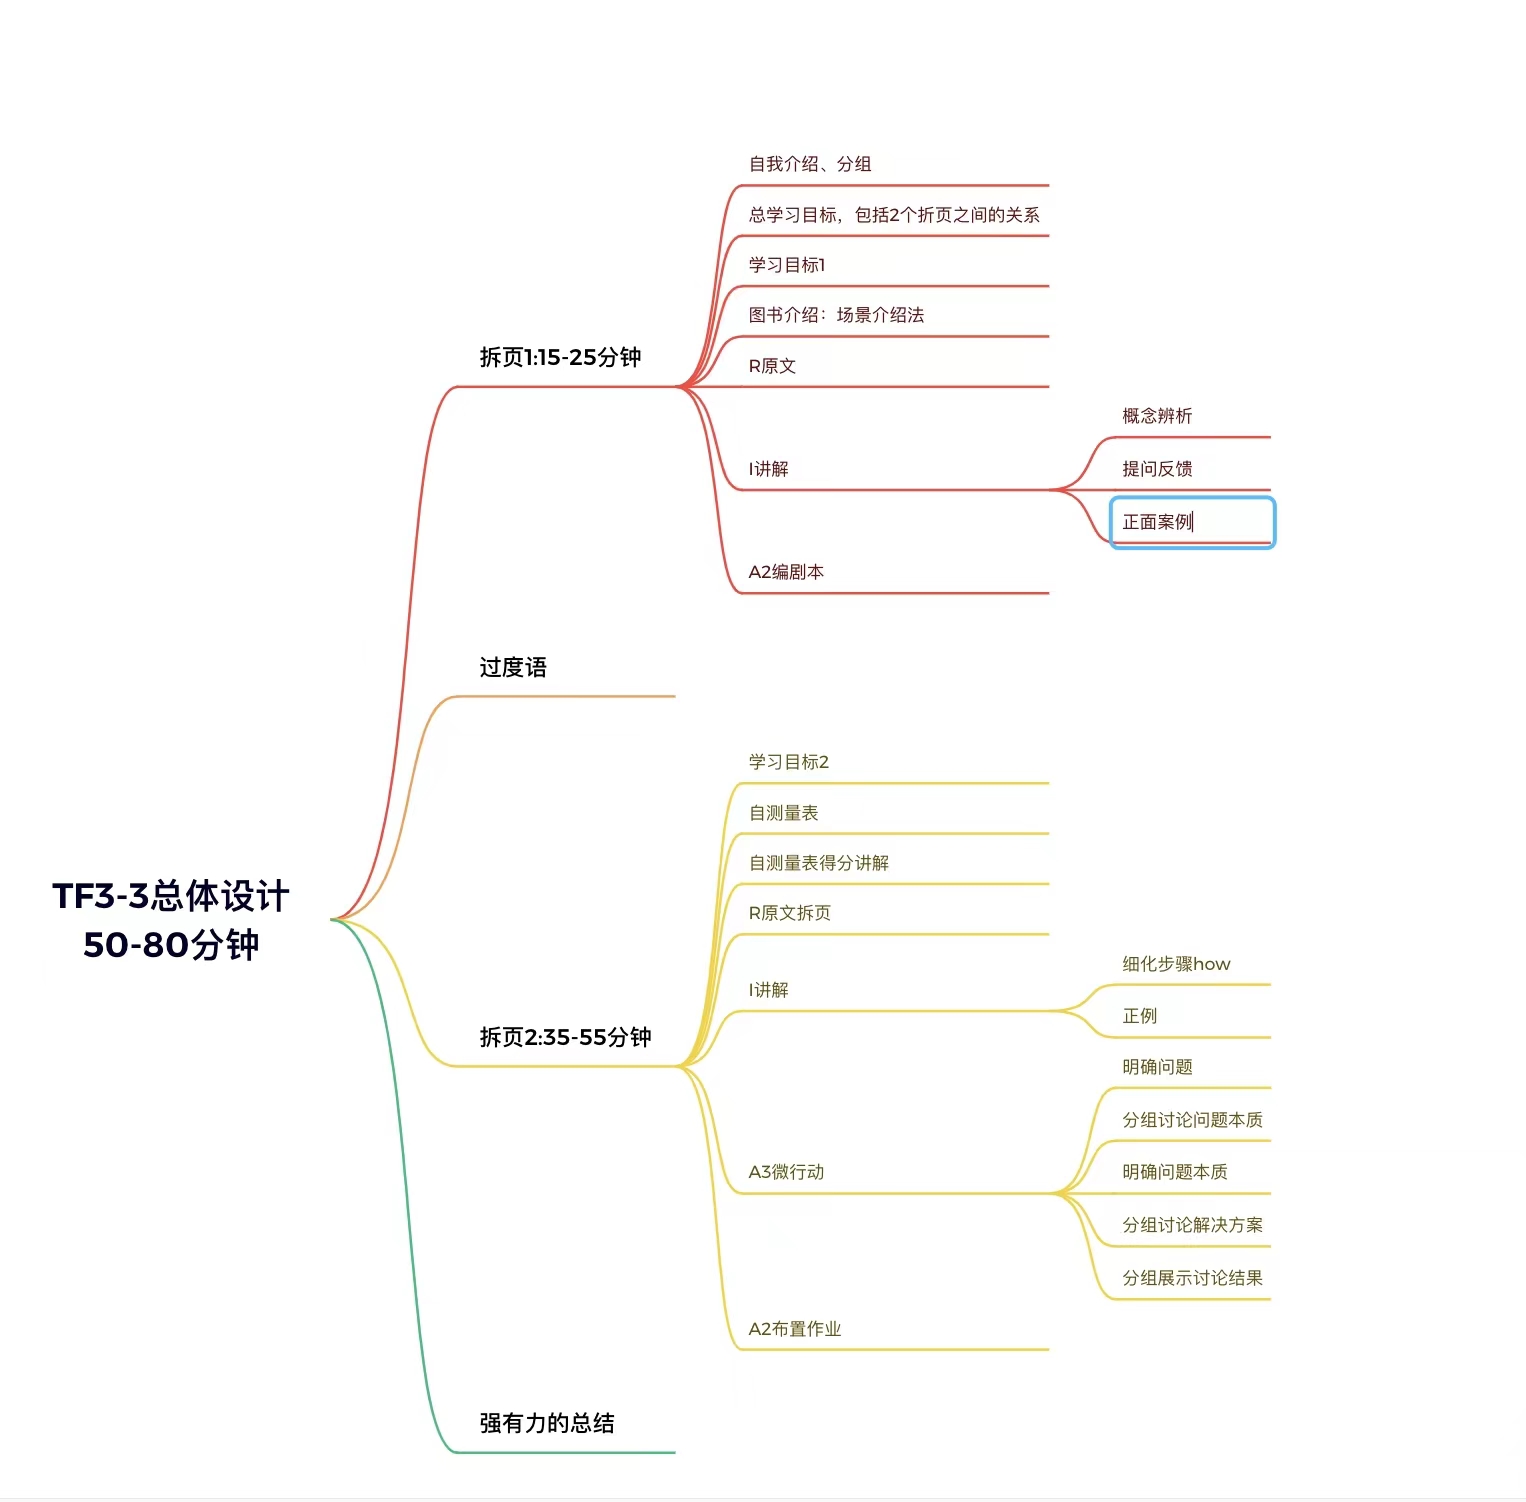 TF3-3总体设计
50-80分钟
拆页1:15-25分钟
自我介绍、分组
总学习目标，包括2个折页之间的关系
学习目标1
图书介绍：场景介绍法
R原文
I讲解
概念辨析
提问反馈
正面案例
A2编剧本
过度语
拆页2:35-55分钟
学习目标2
自测量表
自测量表得分讲解
R原文拆页
I讲解
细化步骤how
正例
A3微行动
明确问题
分组讨论问题本质
明确问题本质
分组讨论解决方案
分组展示讨论结果
A2布置作业
强有力的总结